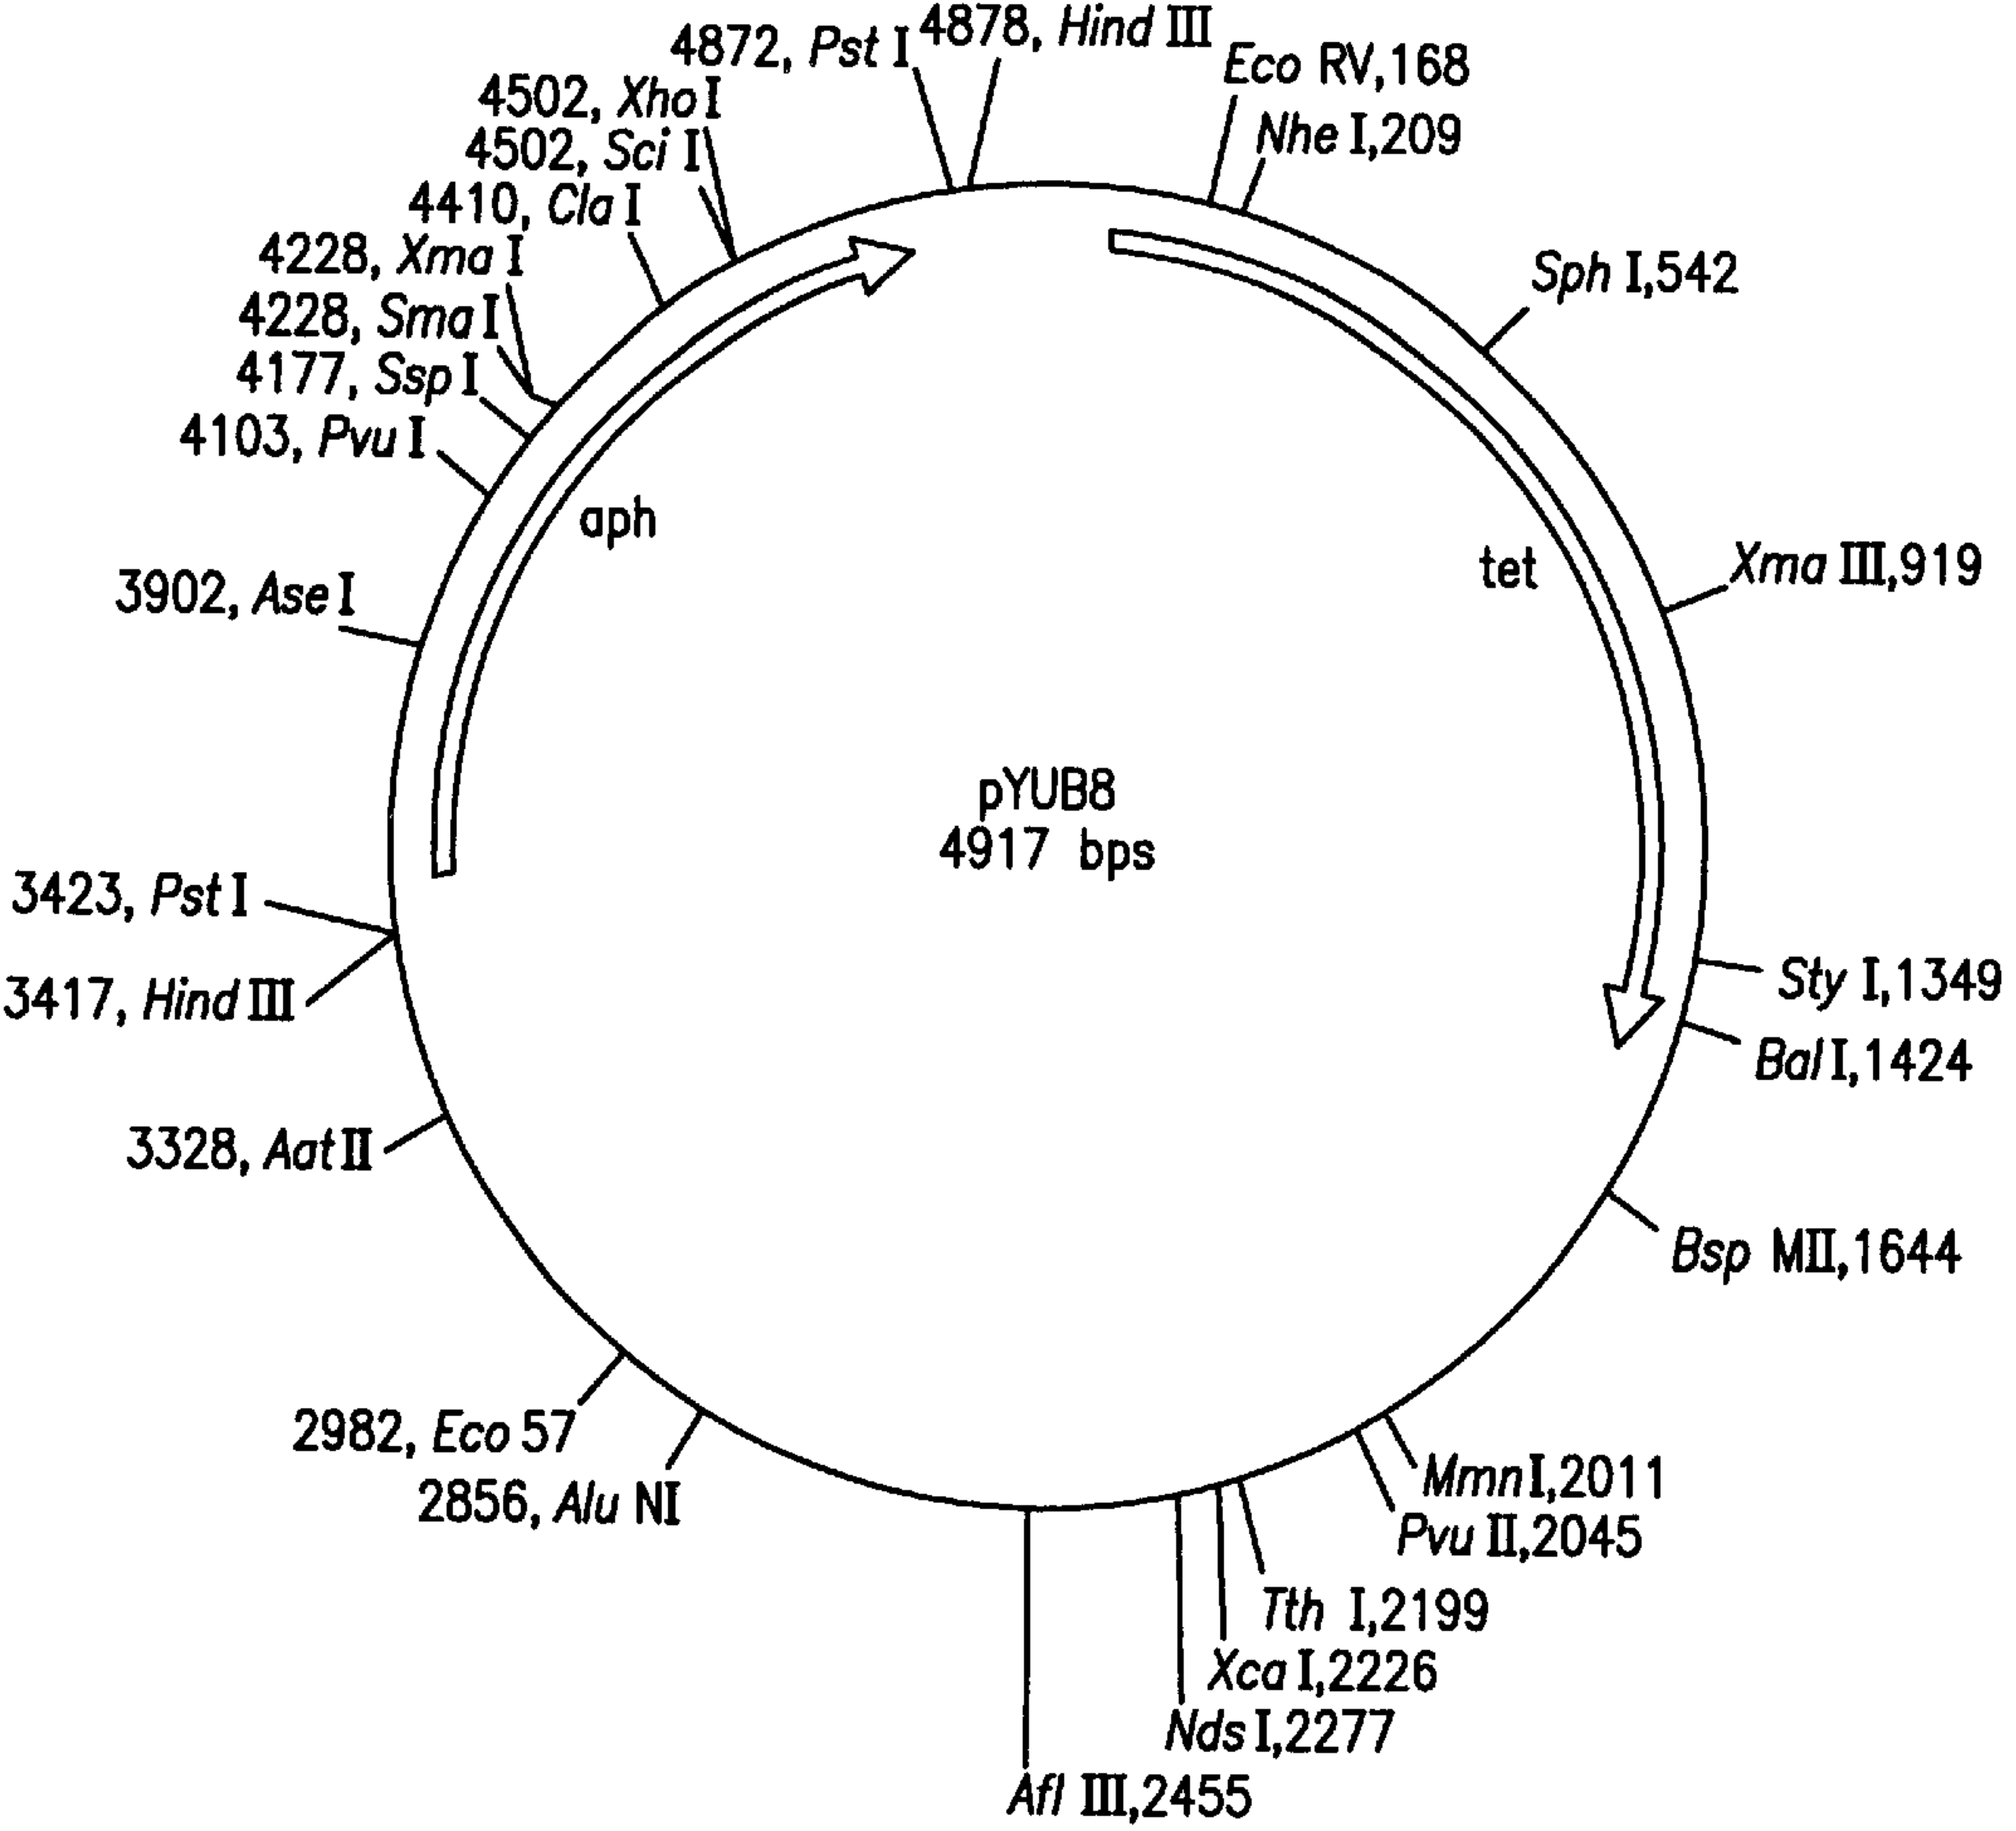 4872, Pst I
4878, Hind III
Eco RV,168
Nhe I,209
Sph I,542
Xma III,919
Sty I,1349
Bal I,1424
Bsp MII,1644
Mmn I,2011
Pvu II,2045
Tth I,2199
Xca I,2226
Nds I,2277
Afl III,2455
2856, Alu NI
2982, Eco 57
3328, Aat II
3417, Hind III
3423, Pst I
3902, Ase I
4103, Pvu I
4177, Ssp I
4228, Sma I
4228, Xma I
4410, Cla I
4502, Sci I
4502, Xho I
aph
tet
pYUB8
4917 bps